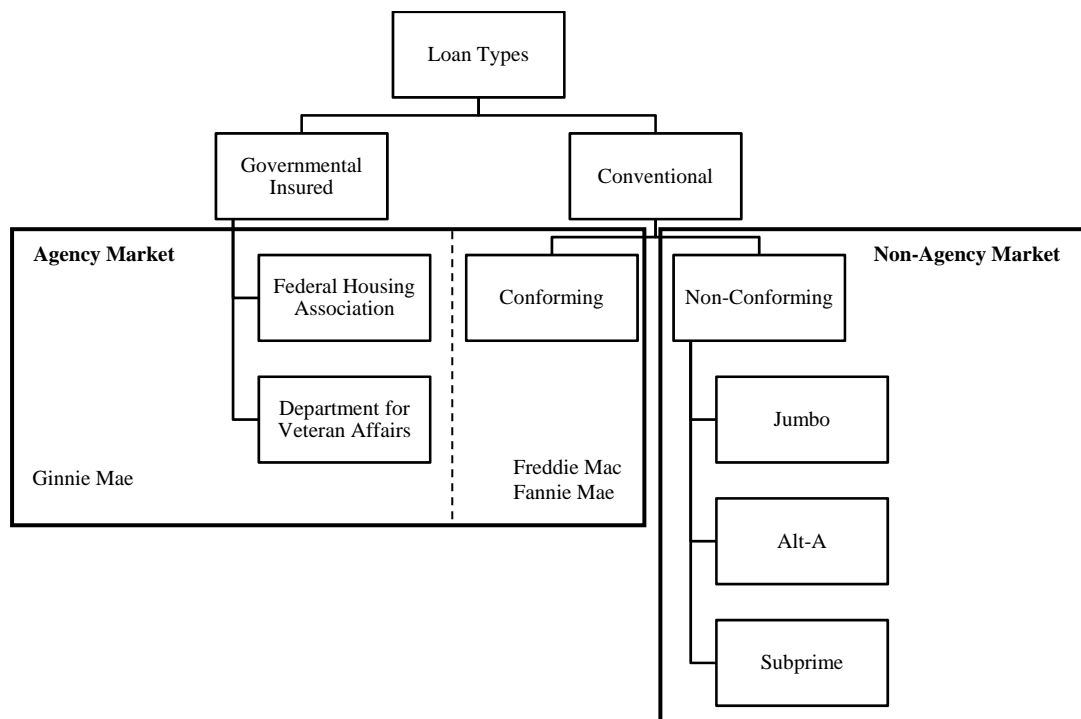 Loan Types
Governmental
Insured
Conventional
Agency Market
Non-Agency Market
Federal Housing
Association
Conforming
Non-Conforming
Department for
Veteran Affairs
Jumbo
Ginnie Mae
Freddie Mac
Fannie Mae
Alt-A
Subprime